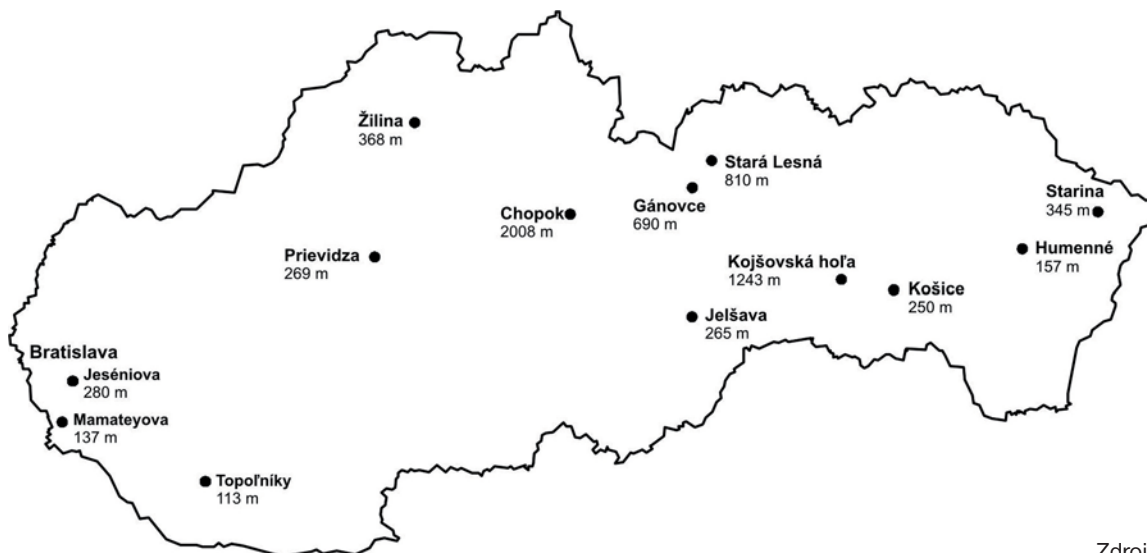 Žilina
368 m
Stará Lesná
810 m
Gánovce
690 m
Starina
345 m
Chopok
2008 m
Prievidza
269 m
Humenné
157 m
Kojšovská hoľa
1243 m
Košice
250 m
Jelšava
265 m
Bratislava
Jeséniova
280 m
Mamateyova
137 m
Topoľníky
113 m
Zdroj